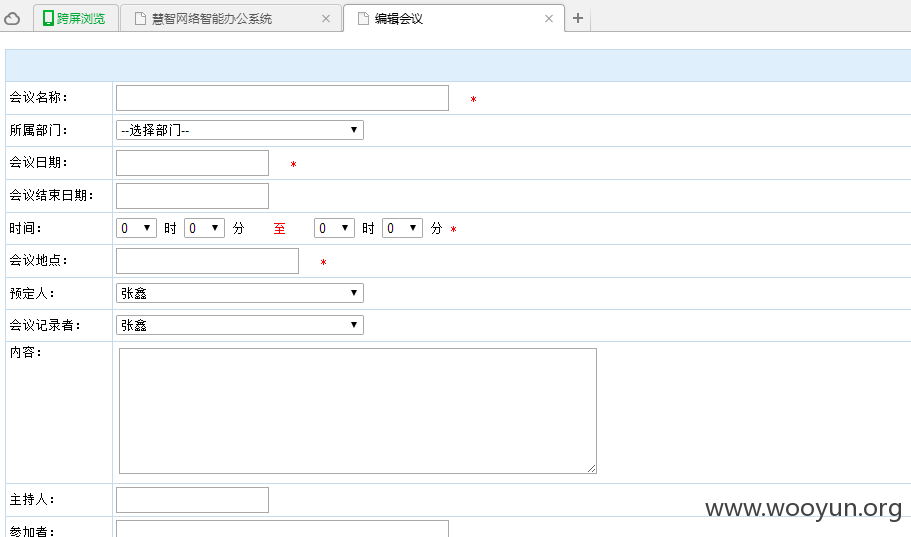 跨屏浏览 慧智网络智能办公系统 编辑会议
会议名称: *
所属部门: --选择部门--
会议日期: *
会议结束日期:
时间: 0 时 0 分 至 0 时 0 分 *
会议地点: *
预定人: 张鑫
会议记录者: 张鑫
内容:
主持人:
www.wooyun.org
参加者: